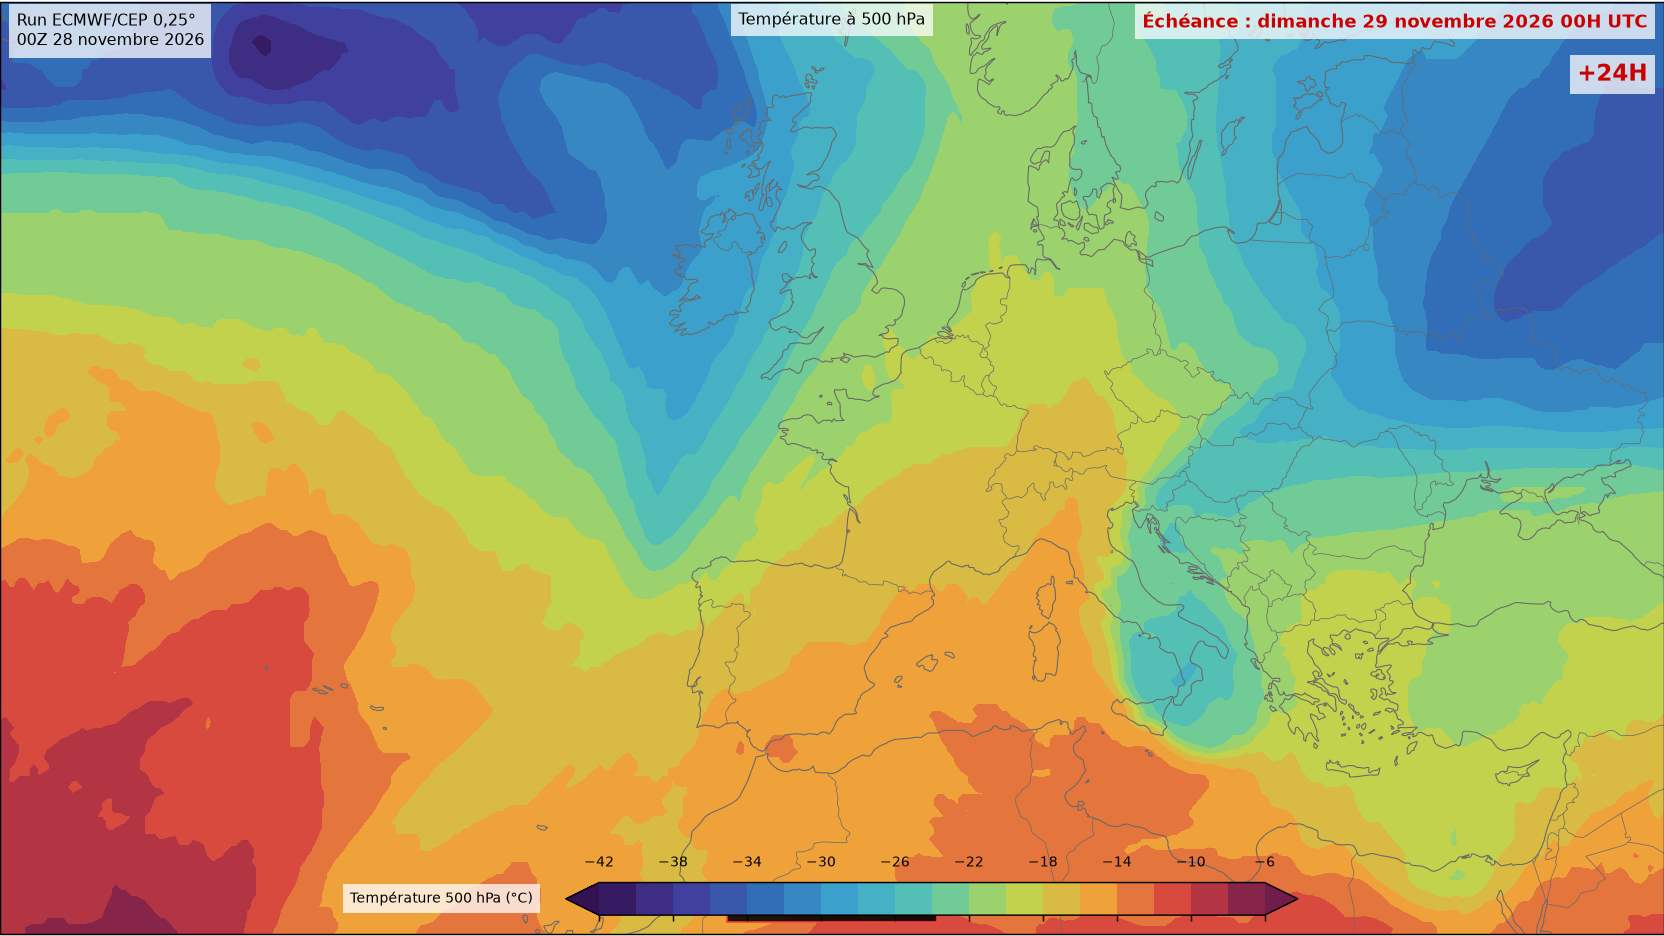 Run ECMWF/CEP 0,25°
00Z 28 novembre 2026
Température à 500 hPa
Échéance : dimanche 29 novembre 2026 00H UTC
+24H
−42 −38 −34 −30 −26 −22 −18 −14 −10 −6
Température 500 hPa (°C)